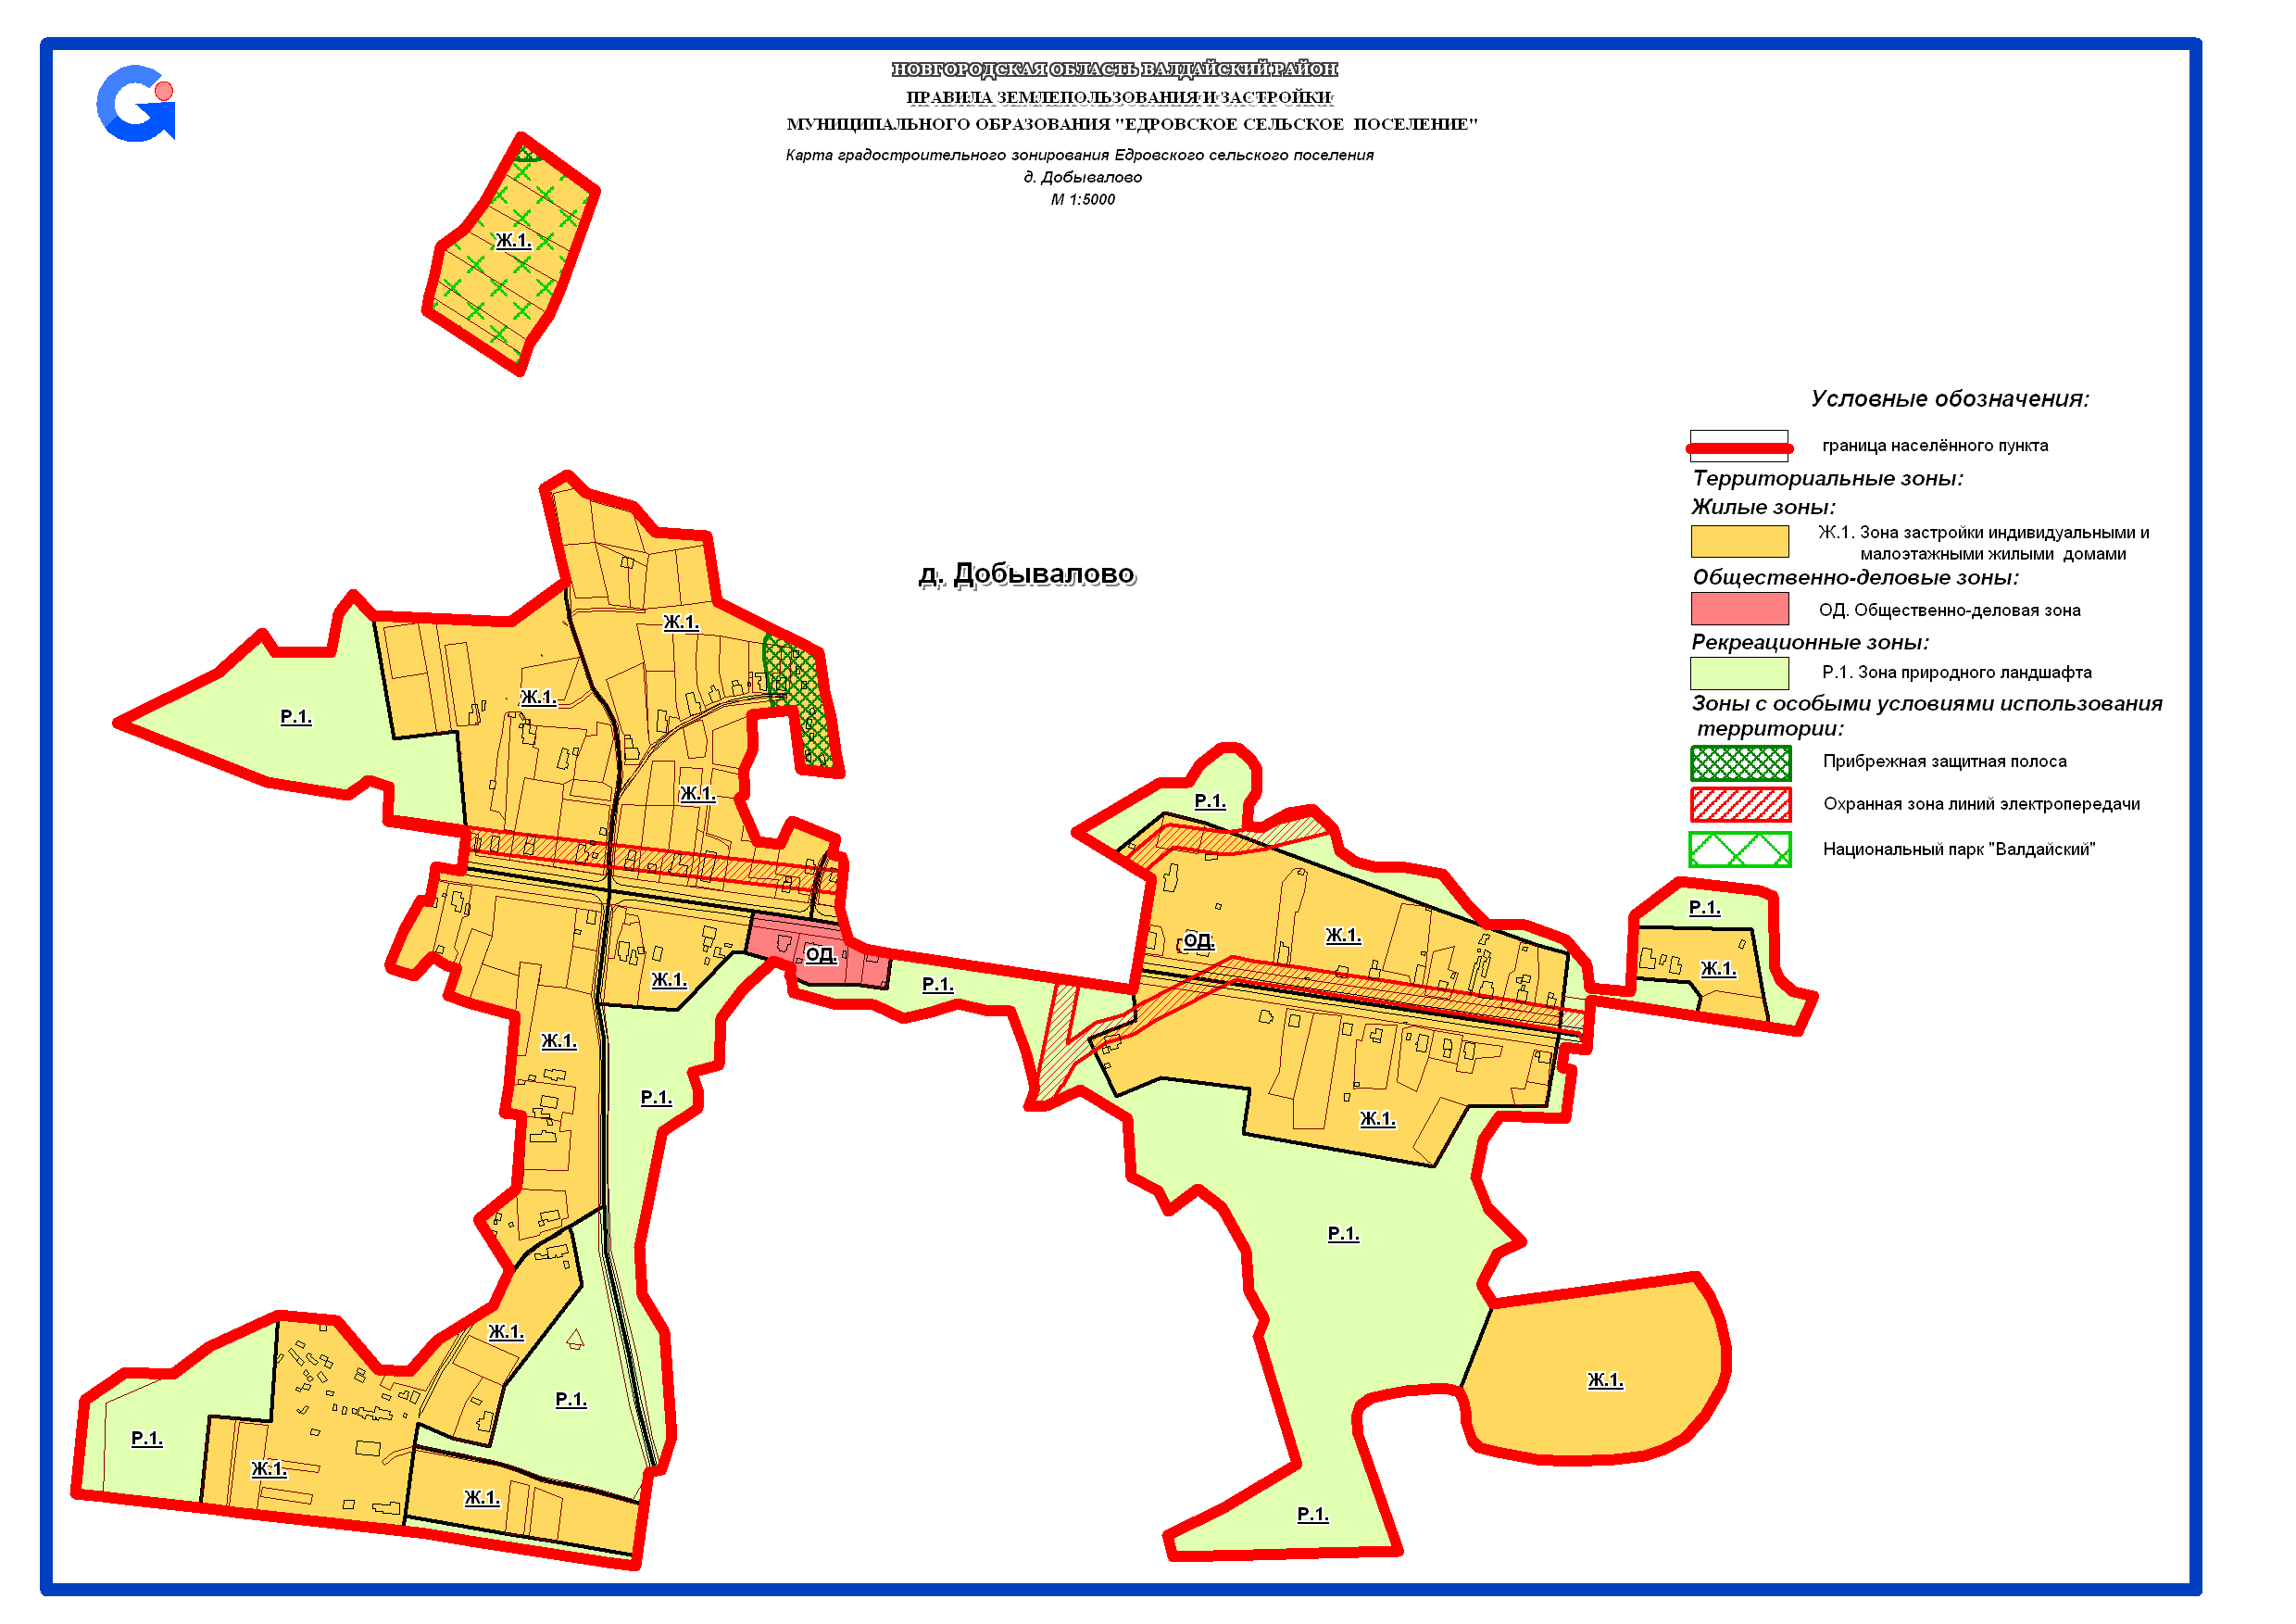 НОВГОРОДСКАЯ ОБЛАСТЬ ВАЛДАЙСКИЙ РАЙОН
ПРАВИЛА ЗЕМЛЕПОЛЬЗОВАНИЯ И ЗАСТРОЙКИ
МУНИЦИПАЛЬНОГО ОБРАЗОВАНИЯ "ЕДРОВСКОЕ СЕЛЬСКОЕ ПОСЕЛЕНИЕ"
Карта градостроительного зонирования Едровского сельского поселения
д. Добывалово
М 1:5000
Ж.1.
Условные обозначения:
граница населённого пункта
Территориальные зоны:
Жилые зоны:
Ж.1. Зона застройки индивидуальными и
малоэтажными жилыми домами
Общественно-деловые зоны:
ОД. Общественно-деловая зона
Рекреационные зоны:
Р.1. Зона природного ландшафта
Зоны с особыми условиями использования
территории:
Прибрежная защитная полоса
Охранная зона линий электропередачи
Национальный парк "Валдайский"
д. Добывалово
Ж.1.
Ж.1.
Р.1.
Ж.1.
Р.1.
Р.1.
Ж.1.
ОД.
Ж.1.
ОД.
Ж.1.
Ж.1.
Р.1.
Ж.1.
Р.1.
Ж.1.
Р.1.
Ж.1.
Ж.1.
Р.1.
Р.1.
Ж.1.
Ж.1.
Р.1.